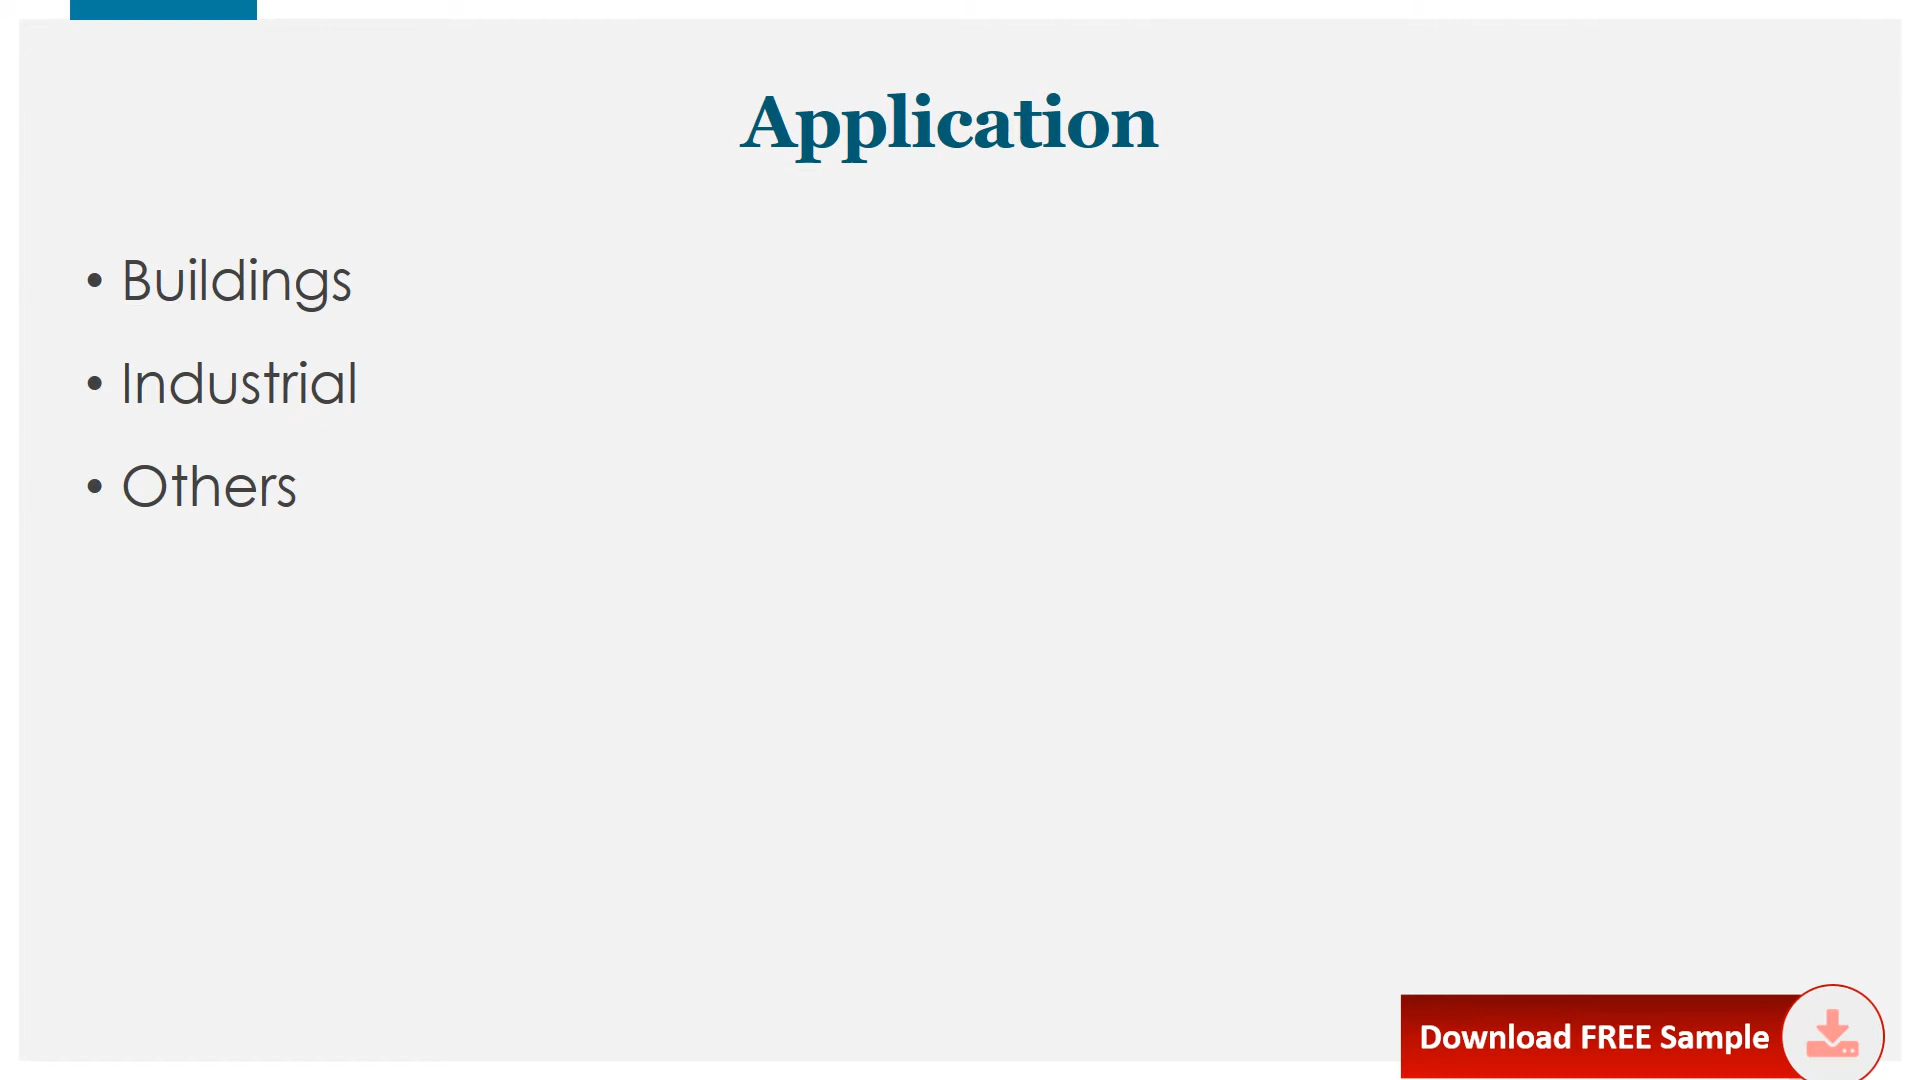 Application
• Buildings
• Industrial
• Others
Download FREE Sample